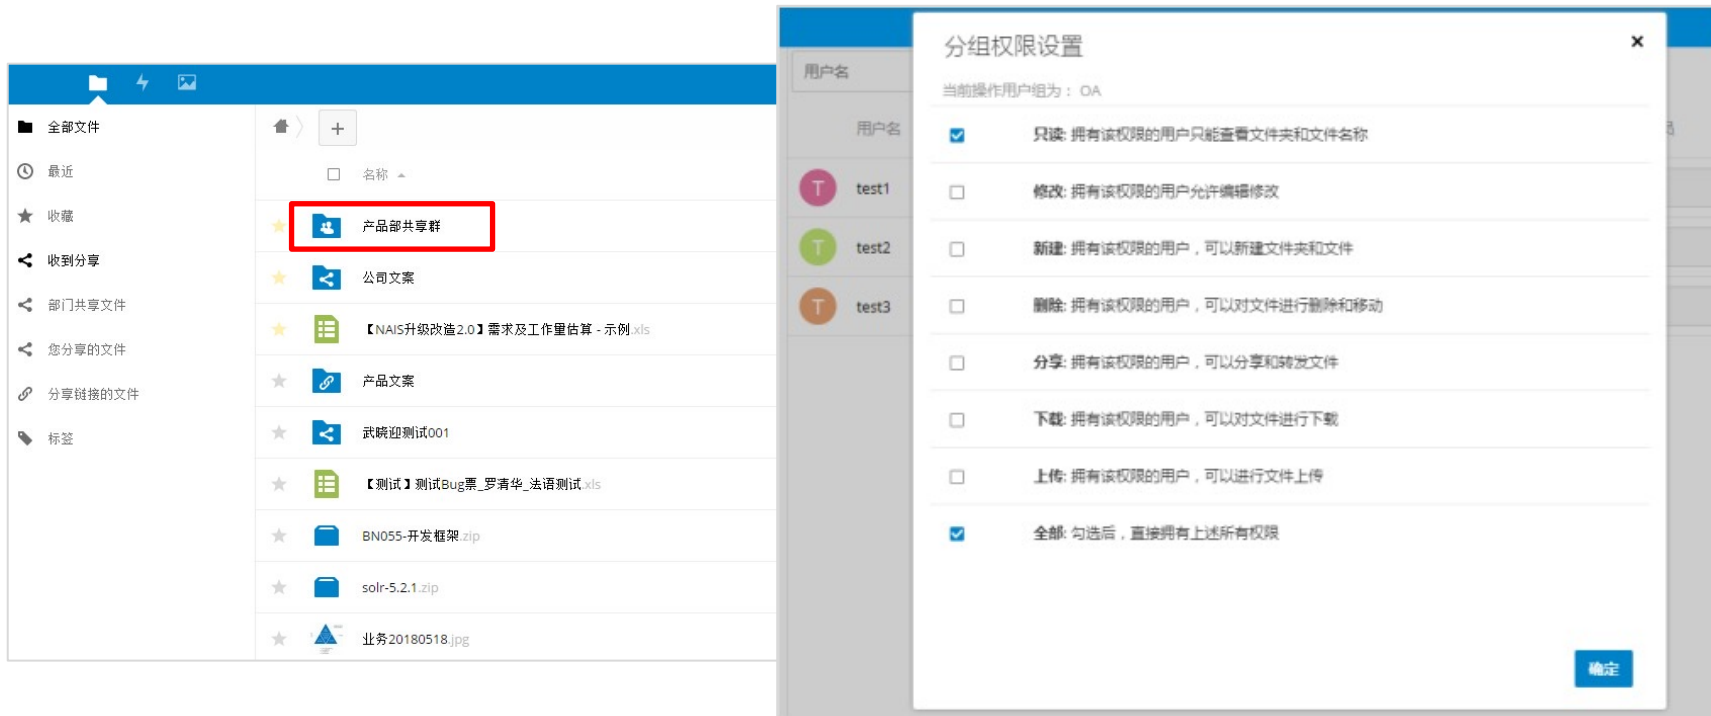 全部文件
最近
收藏
收到分享
部门共享文件
您分享的文件
分享链接的文件
标签
名称
产品部共享群
公司文案
【NAIS升级改造2.0】需求及工作量估算 - 示例.xls
产品文案
武晓迎测试001
【测试】测试Bug票_罗清华_法语测试.xls
BN055-开发框架.zip
solr-5.2.1.zip
业务20180518.jpg
用户名
用户名
T test1
T test2
T test3
分组权限设置
当前操作用户组为： OA
只读: 拥有该权限的用户只能查看文件夹和文件名称
修改: 拥有该权限的用户允许编辑修改
新建: 拥有该权限的用户，可以新建文件夹和文件
删除: 拥有该权限的用户，可以对文件进行删除和移动
分享: 拥有该权限的用户，可以分享和转发文件
下载: 拥有该权限的用户，可以对文件进行下载
上传: 拥有该权限的用户，可以进行文件上传
全部: 勾选后，直接拥有上述所有权限
确定